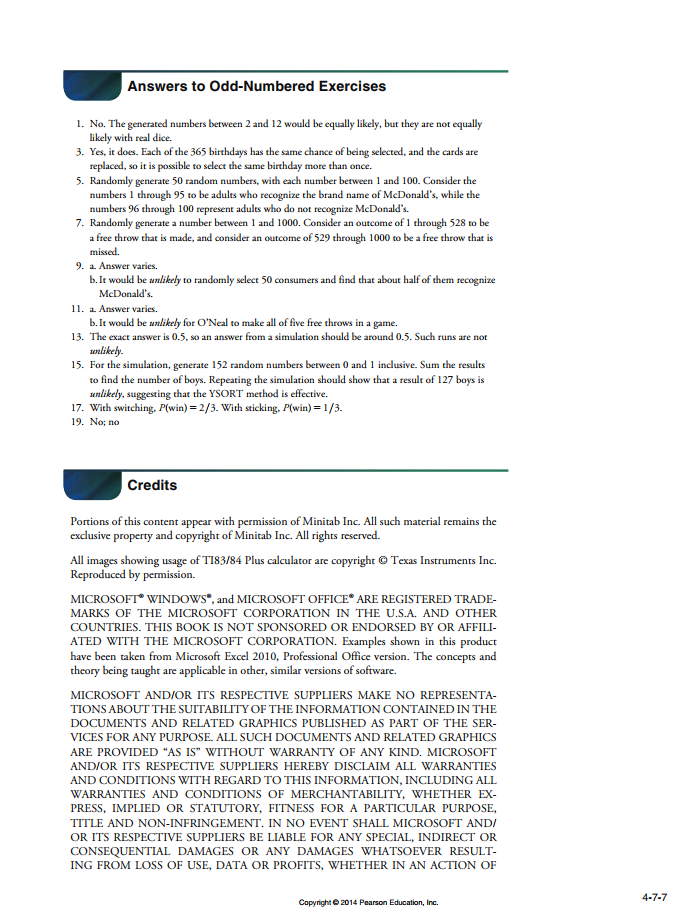 Answers to Odd-Numbered Exercises
1. No. The generated numbers between 2 and 12 would be equally likely, but they are not equally
likely with real dice.
3. Yes, it does. Each of the 365 birthdays has the same chance of being selected, and the cards are
replaced, so it is possible to select the same birthday more than once.
5. Randomly generate 50 random numbers, with each number between 1 and 100. Consider the
numbers 1 through 95 to be adults who recognize the brand name of McDonald's, while the
numbers 96 through 100 represent adults who do not recognize McDonald's.
7. Randomly generate a number between 1 and 1000. Consider an outcome of 1 through 528 to be
a free throw that is made, and consider an outcome of 529 through 1000 to be a free throw that is
missed.
9. a. Answer varies.
b. It would be unlikely to randomly select 50 consumers and find that about half of them recognize
McDonald's.
11. a. Answer varies.
b. It would be unlikely for O'Neal to make all of five free throws in a game.
13. The exact answer is 0.5, so an answer from a simulation should be around 0.5. Such runs are not
unlikely.
15. For the simulation, generate 152 random numbers between 0 and 1 inclusive. Sum the results
to find the number of boys. Repeating the simulation should show that a result of 127 boys is
unlikely, suggesting that the YSORT method is effective.
17. With switching, P(win) = 2/3. With sticking, P(win) = 1/3.
19. No; no
Credits
Portions of this content appear with permission of Minitab Inc. All such material remains the
exclusive property and copyright of Minitab Inc. All rights reserved.
All images showing usage of TI83/84 Plus calculator are copyright © Texas Instruments Inc.
Reproduced by permission.
MICROSOFT® WINDOWS®, and MICROSOFT OFFICE® ARE REGISTERED TRADE-
MARKS OF THE MICROSOFT CORPORATION IN THE U.S.A. AND OTHER
COUNTRIES. THIS BOOK IS NOT SPONSORED OR ENDORSED BY OR AFFILI-
ATED WITH THE MICROSOFT CORPORATION. Examples shown in this product
have been taken from Microsoft Excel 2010, Professional Office version. The concepts and
theory being taught are applicable in other, similar versions of software.
MICROSOFT AND/OR ITS RESPECTIVE SUPPLIERS MAKE NO REPRESENTA-
TIONS ABOUT THE SUITABILITY OF THE INFORMATION CONTAINED IN THE
DOCUMENTS AND RELATED GRAPHICS PUBLISHED AS PART OF THE SER-
VICES FOR ANY PURPOSE. ALL SUCH DOCUMENTS AND RELATED GRAPHICS
ARE PROVIDED “AS IS” WITHOUT WARRANTY OF ANY KIND. MICROSOFT
AND/OR ITS RESPECTIVE SUPPLIERS HEREBY DISCLAIM ALL WARRANTIES
AND CONDITIONS WITH REGARD TO THIS INFORMATION, INCLUDING ALL
WARRANTIES AND CONDITIONS OF MERCHANTABILITY, WHETHER EX-
PRESS, IMPLIED OR STATUTORY, FITNESS FOR A PARTICULAR PURPOSE,
TITLE AND NON-INFRINGEMENT. IN NO EVENT SHALL MICROSOFT AND/
OR ITS RESPECTIVE SUPPLIERS BE LIABLE FOR ANY SPECIAL, INDIRECT OR
CONSEQUENTIAL DAMAGES OR ANY DAMAGES WHATSOEVER RESULT-
ING FROM LOSS OF USE, DATA OR PROFITS, WHETHER IN AN ACTION OF
4-7-7
Copyright © 2014 Pearson Education, Inc.